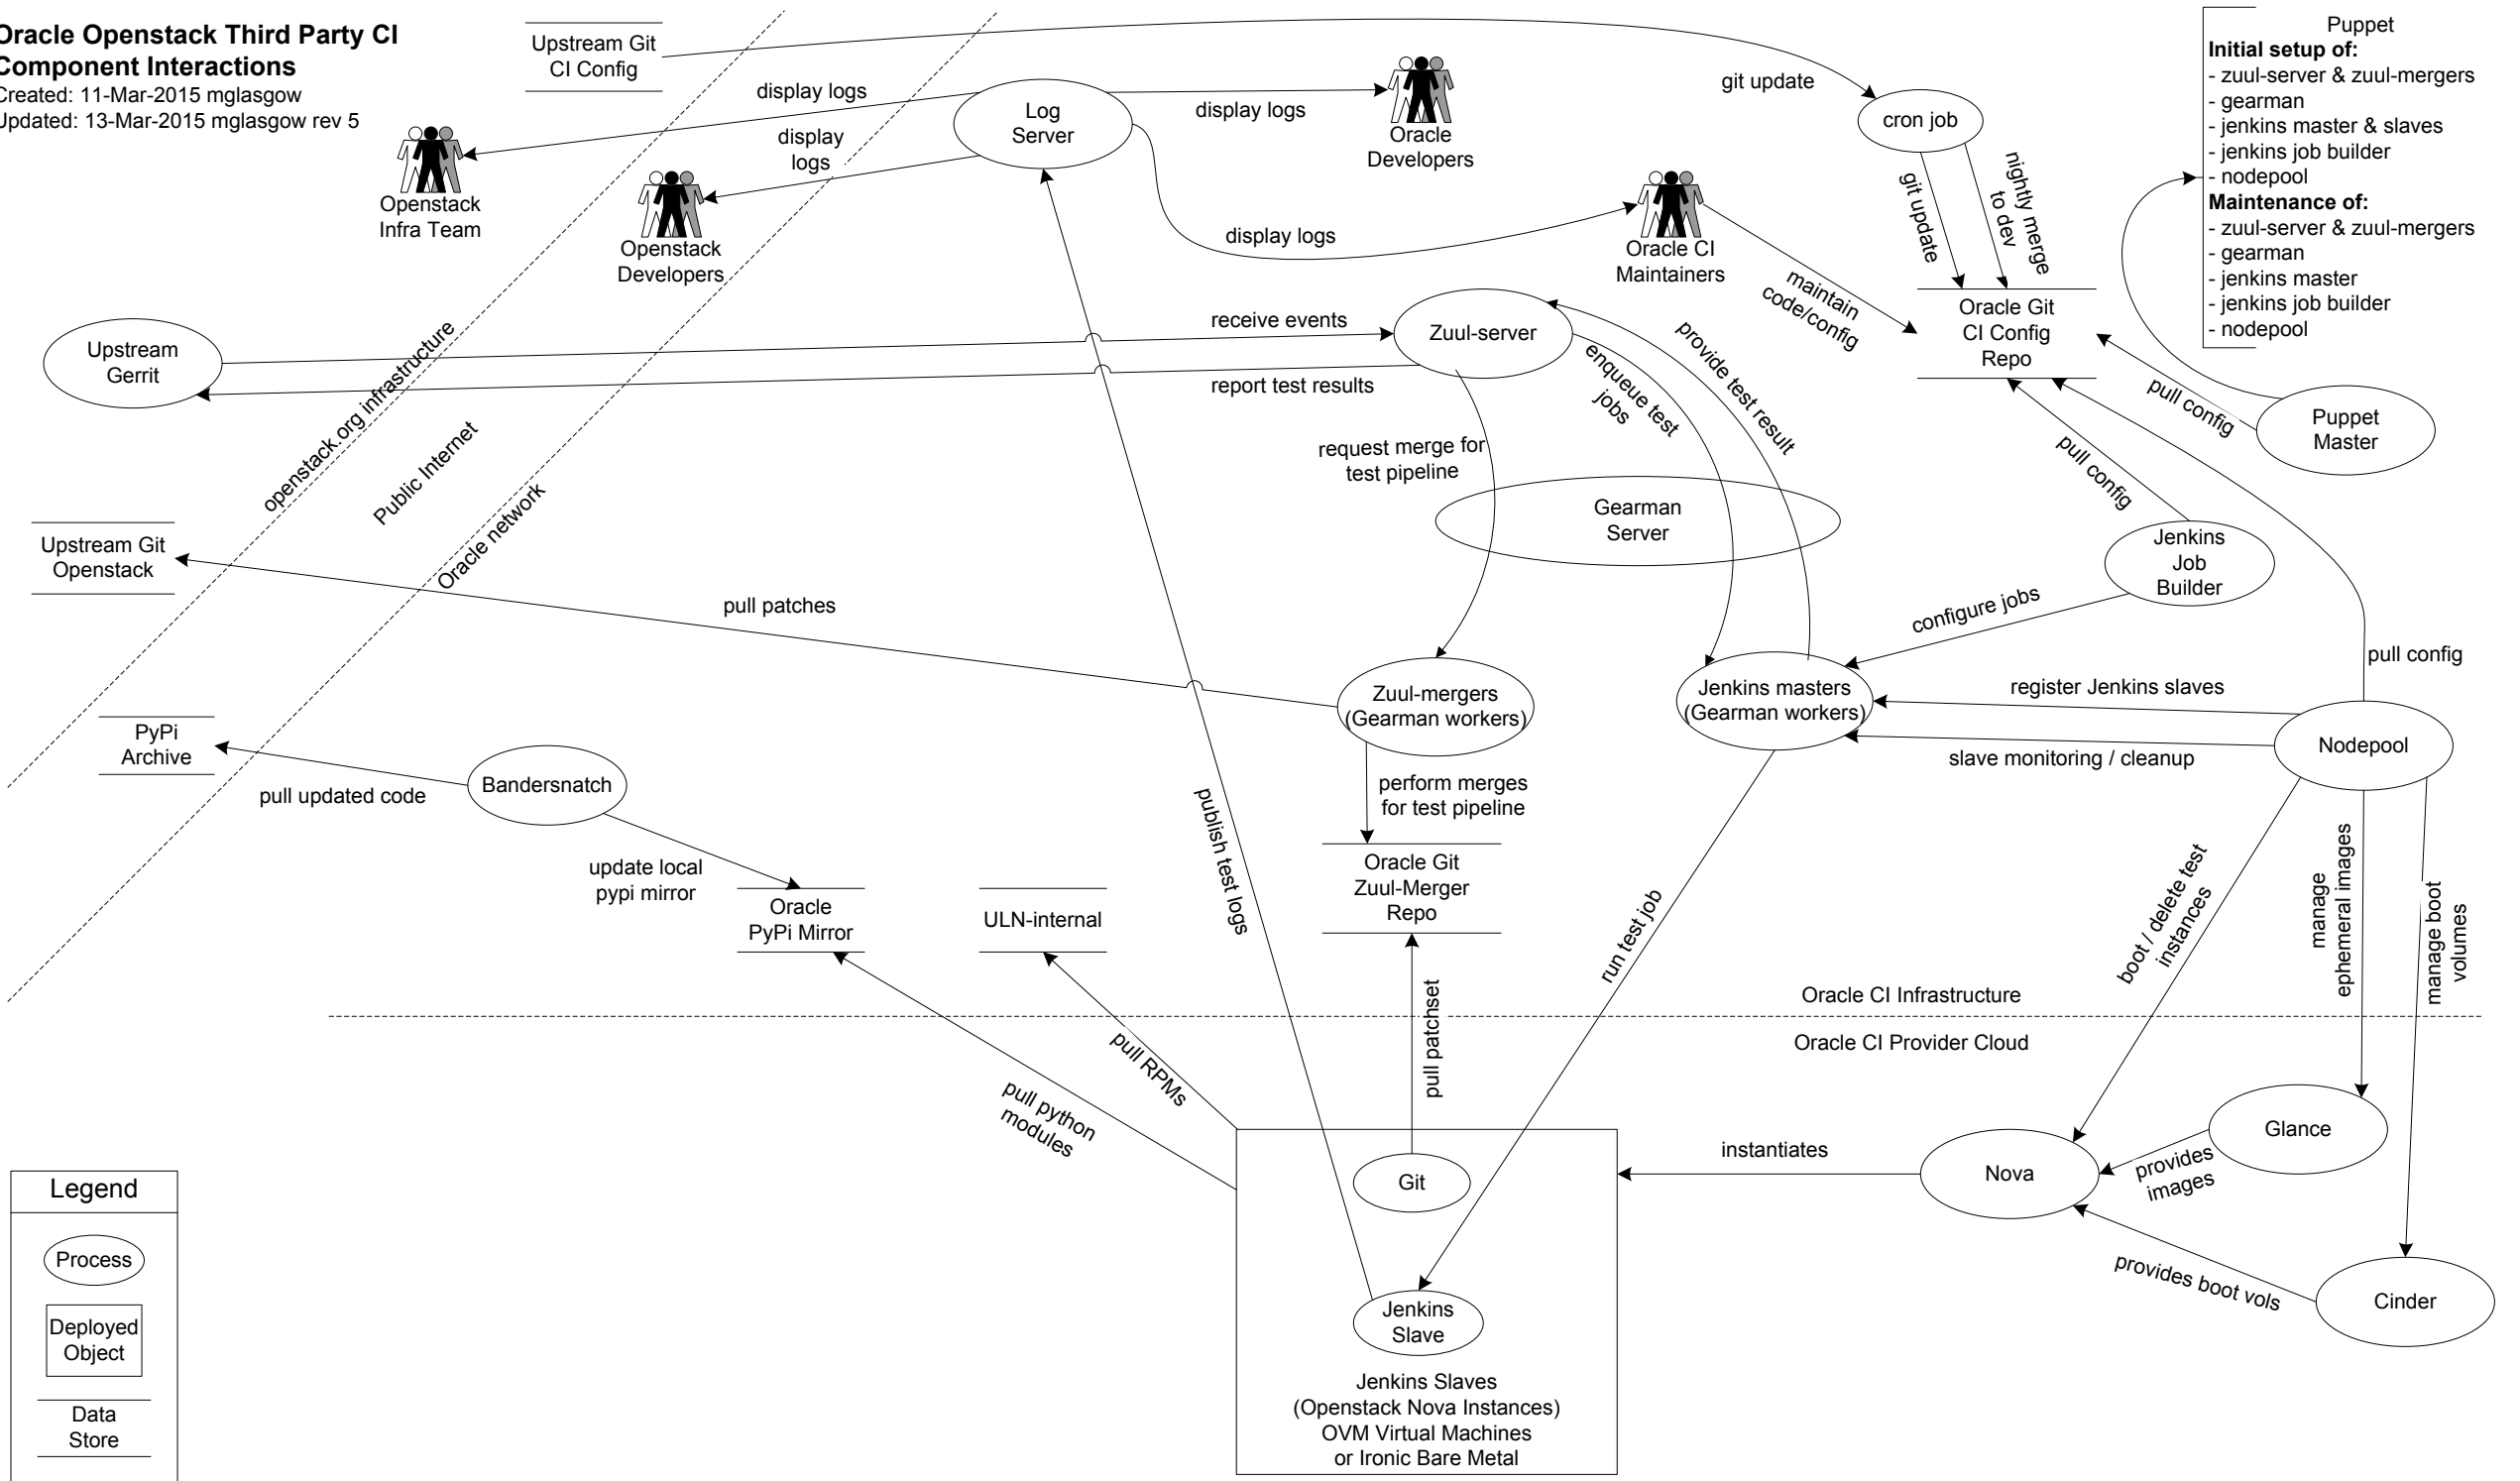 Oracle Openstack Third Party CI
Component Interactions
Created: 11-Mar-2015 mglasgow
Updated: 13-Mar-2015 mglasgow rev 5
Upstream Git
CI Config
display logs
display
logs
Log
Server
display logs
display logs
Openstack
Infra Team
Openstack
Developers
Oracle
Developers
Oracle CI
Maintainers
git update
cron job
git update
nightly merge
to dev
maintain
code/config
Oracle Git
CI Config
Repo
Puppet
Initial setup of:
- zuul-server & zuul-mergers
- gearman
- jenkins master & slaves
- jenkins job builder
- nodepool
Maintenance of:
- zuul-server & zuul-mergers
- gearman
- jenkins master
- jenkins job builder
- nodepool
Upstream
Gerrit
receive events
report test results
Zuul-server
enqueue test
jobs
provide test result
request merge for
test pipeline
pull config
Puppet
Master
pull config
openstack.org infrastructure
Public Internet
Oracle network
Gearman
Server
Upstream Git
Openstack
pull patches
Jenkins
Job
Builder
configure jobs
pull config
Zuul-mergers
(Gearman workers)
Jenkins masters
(Gearman workers)
register Jenkins slaves
slave monitoring / cleanup
Nodepool
PyPi
Archive
pull updated code
Bandersnatch
update local
pypi mirror
perform merges
for test pipeline
publish test logs
Oracle
PyPi Mirror
ULN-internal
Oracle Git
Zuul-Merger
Repo
run test job
boot / delete test
instances
manage
ephemeral images
manage boot
volumes
Oracle CI Infrastructure
Oracle CI Provider Cloud
pull python
modules
pull RPMs
pull patchset
Git
instantiates
Nova
provides
images
Glance
provides boot vols
Cinder
Jenkins
Slave
Jenkins Slaves
(Openstack Nova Instances)
OVM Virtual Machines
or Ironic Bare Metal
Legend
Process
Deployed
Object
Data
Store